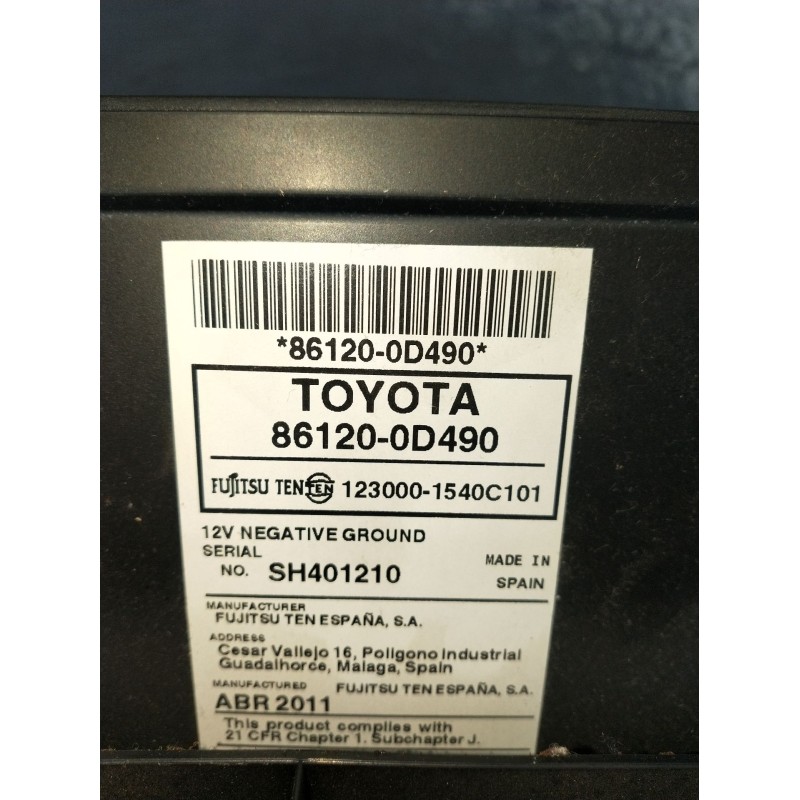 *86120-0D490*
TOYOTA
86120-0D490
FUJITSU TEN TEN 123000-1540C101
12V NEGATIVE GROUND
SERIAL
NO. SH401210
MADE IN
SPAIN
MANUFACTURER
FUJITSU TEN ESPAÑA, S.A.
ADDRESS
Cesar Vallejo 16, Poligono Industrial
Guadalhorce, Malaga, Spain
MANUFACTURED FUJITSU TEN ESPAÑA, S.A.
ABR 2011
This product complies with
21 CFR Chapter 1. Subchapter J.